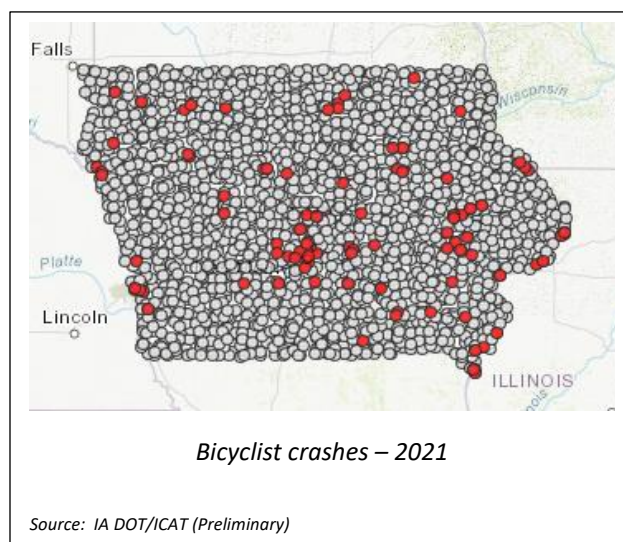 Falls
Wisconsin
Platte
Lincoln
ILLINOIS
Bicyclist crashes – 2021
Source: IA DOT/ICAT (Preliminary)